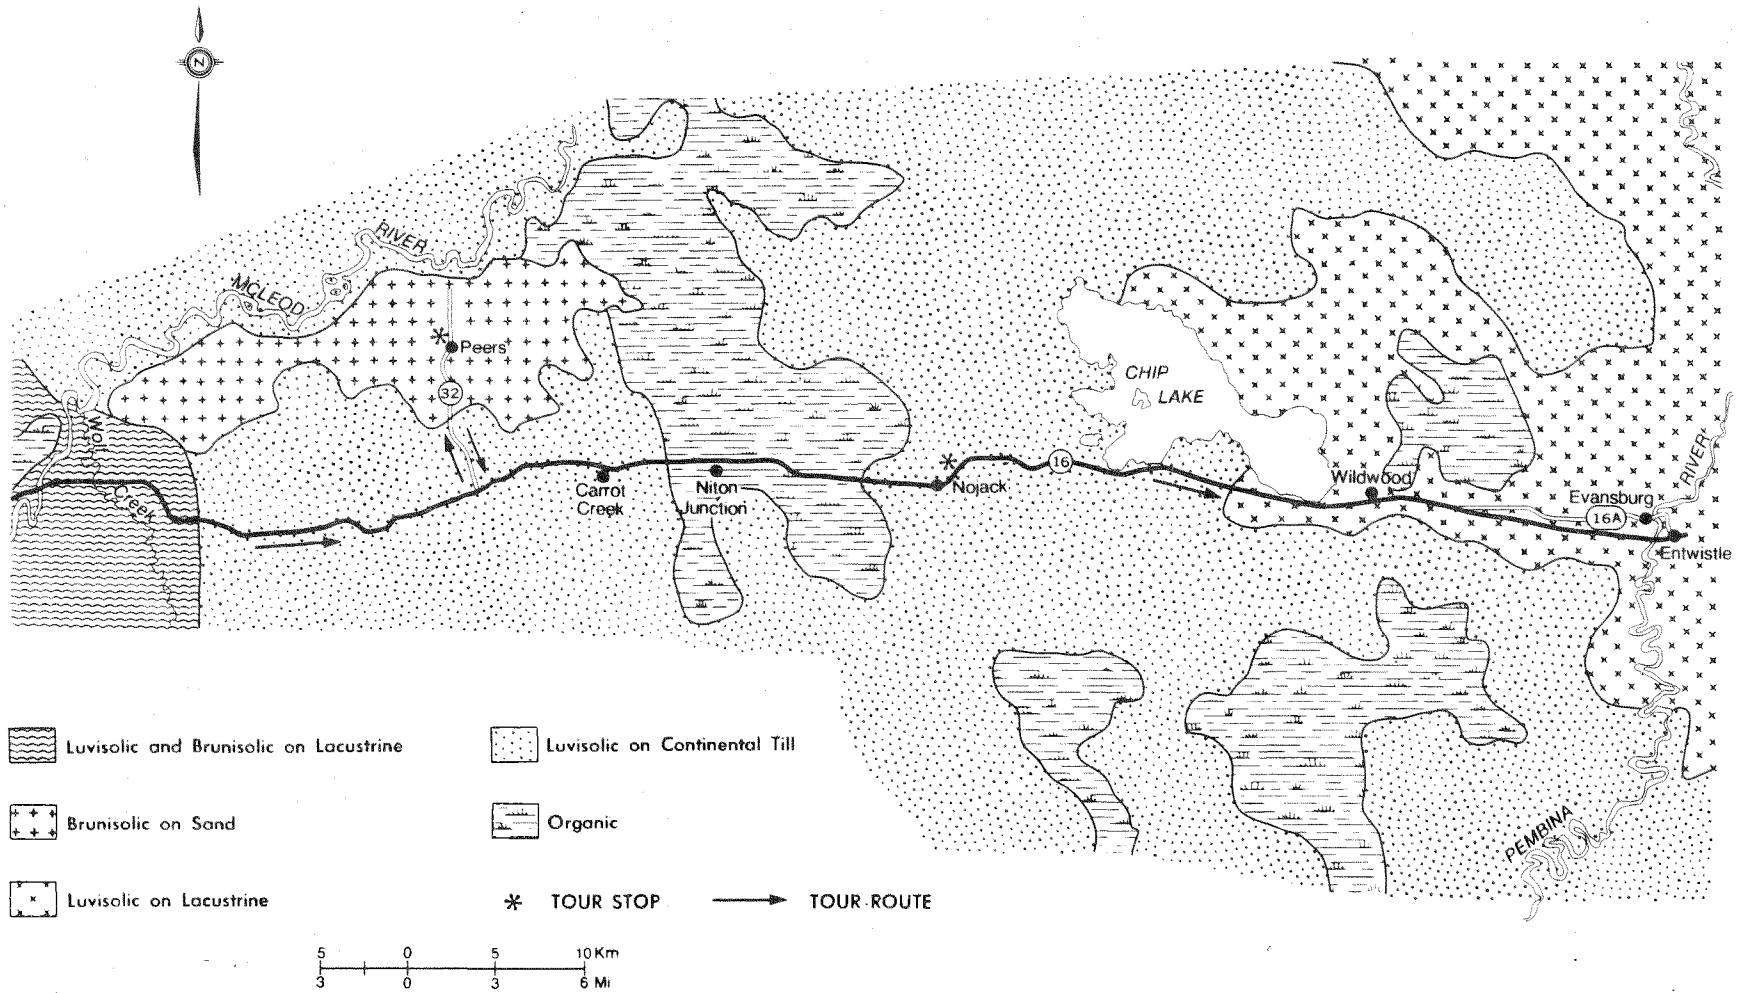 N
RIVER
MCLEOD
Peers
32
Wolf
Creek
CHIP
LAKE
Carrot
Creek
Niton
Junction
Nojack
16
Wildwood
Evansburg
16A
RIVER
Entwistle
PEMBINA
Luvisolic and Brunisolic on Lacustrine
Luvisolic on Continental Till
Brunisolic on Sand
Organic
Luvisolic on Lacustrine
TOUR STOP
TOUR ROUTE
5 0 5 10 Km
3 0 3 6 Mi